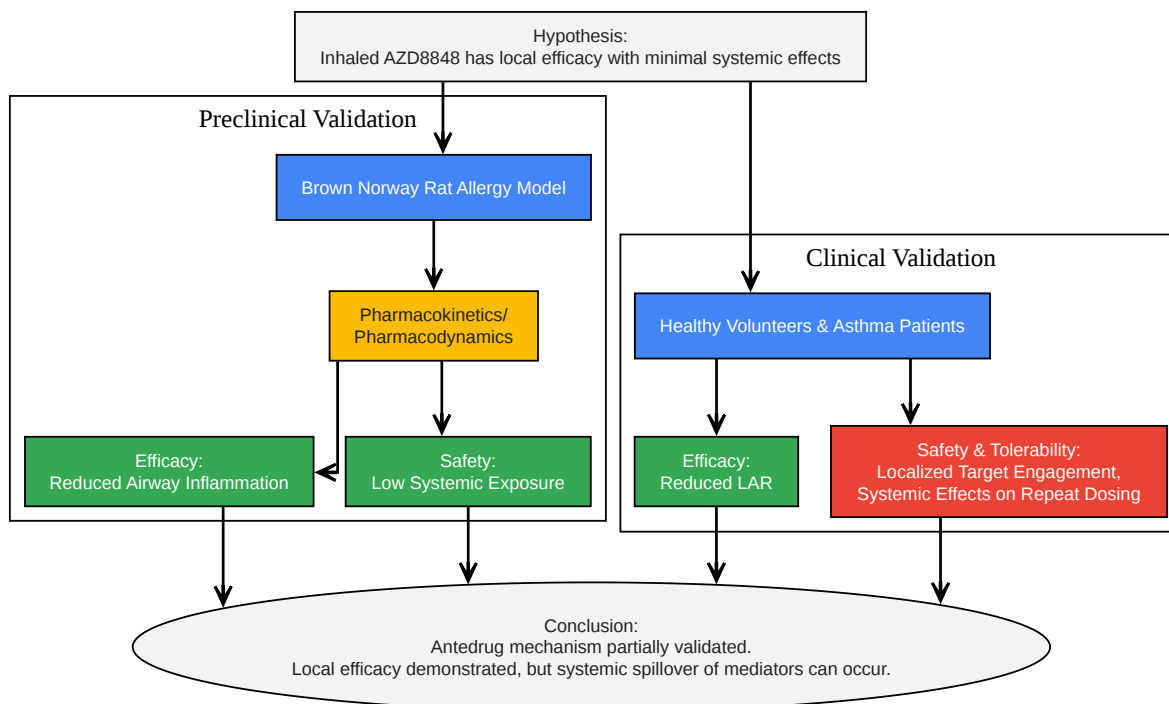 Hypothesis:
Inhaled AZD8848 has local efficacy with minimal systemic effects
Preclinical Validation
Brown Norway Rat Allergy Model
Pharmacokinetics/
Pharmacodynamics
Efficacy:
Reduced Airway Inflammation
Safety:
Low Systemic Exposure
Clinical Validation
Healthy Volunteers & Asthma Patients
Efficacy:
Reduced LAR
Safety & Tolerability:
Localized Target Engagement,
Systemic Effects on Repeat Dosing
Conclusion:
Antedrug mechanism partially validated.
Local efficacy demonstrated, but systemic spillover of mediators can occur.